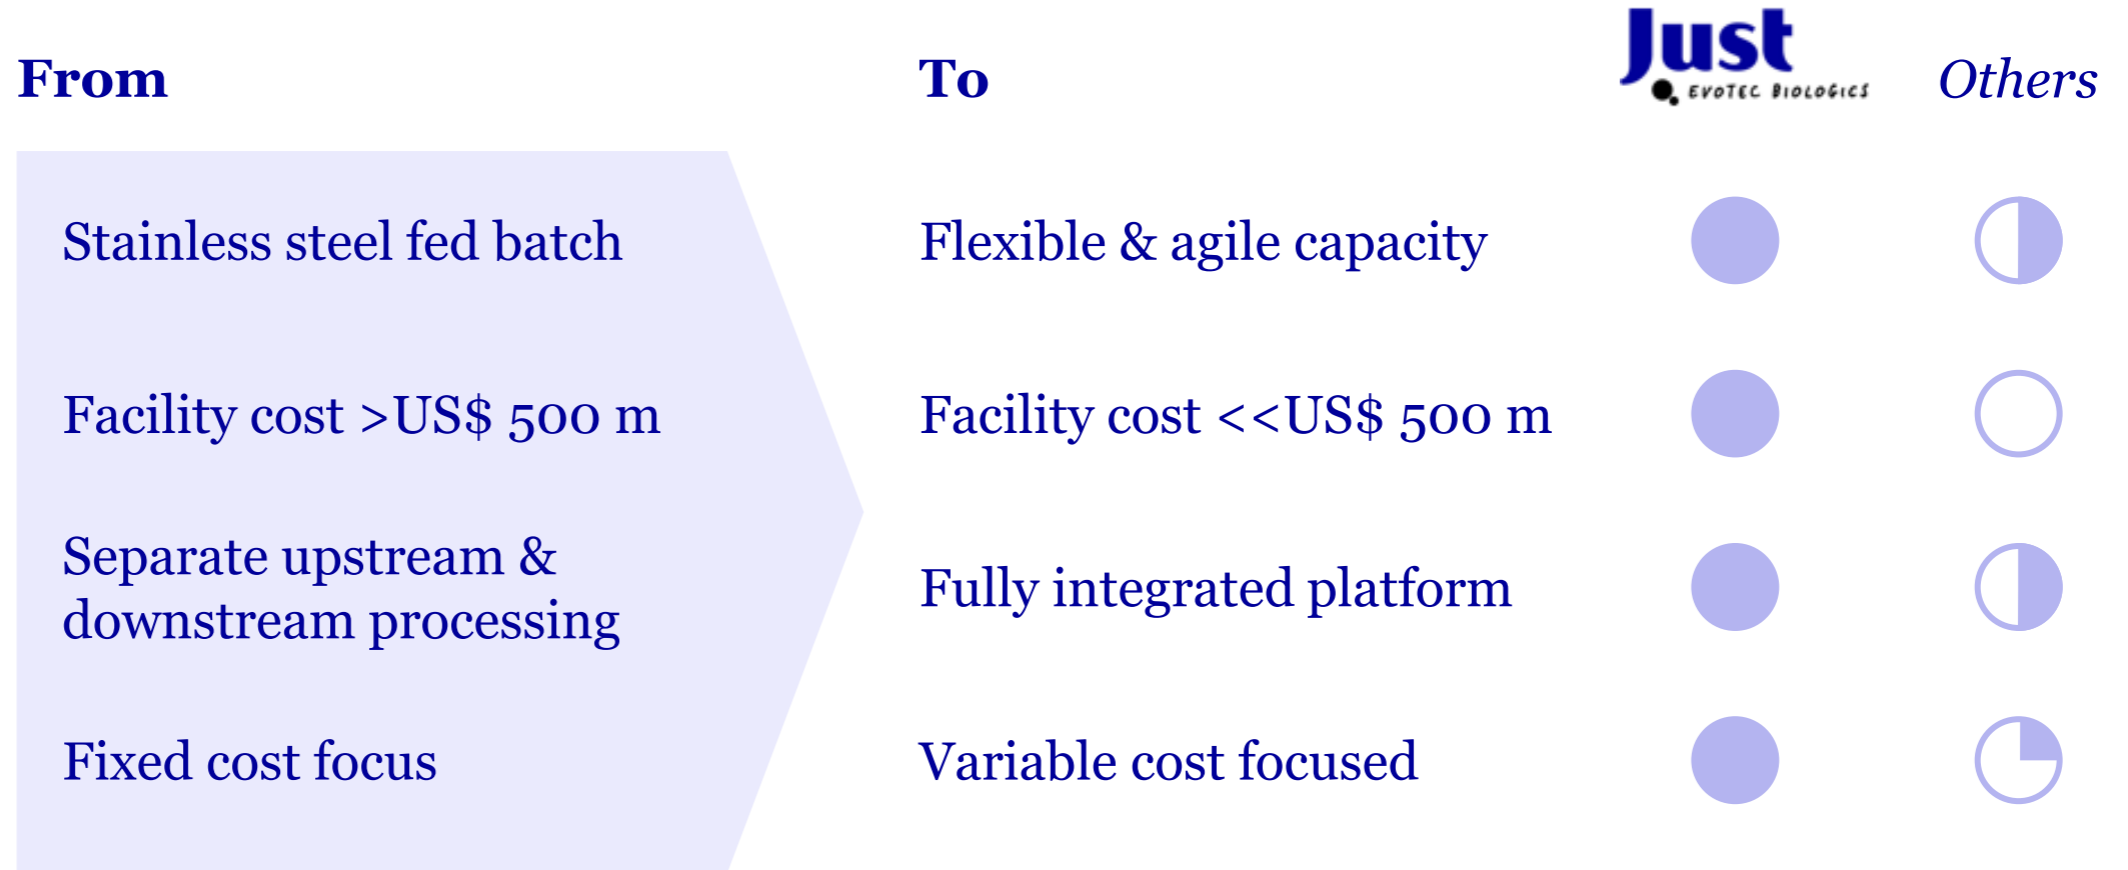 From
To
Just
EVOTEC BIOLOGICS
Others
Stainless steel fed batch
Flexible & agile capacity
Facility cost >US$ 500 m
Facility cost <<US$ 500 m
Separate upstream &
downstream processing
Fully integrated platform
Fixed cost focus
Variable cost focused